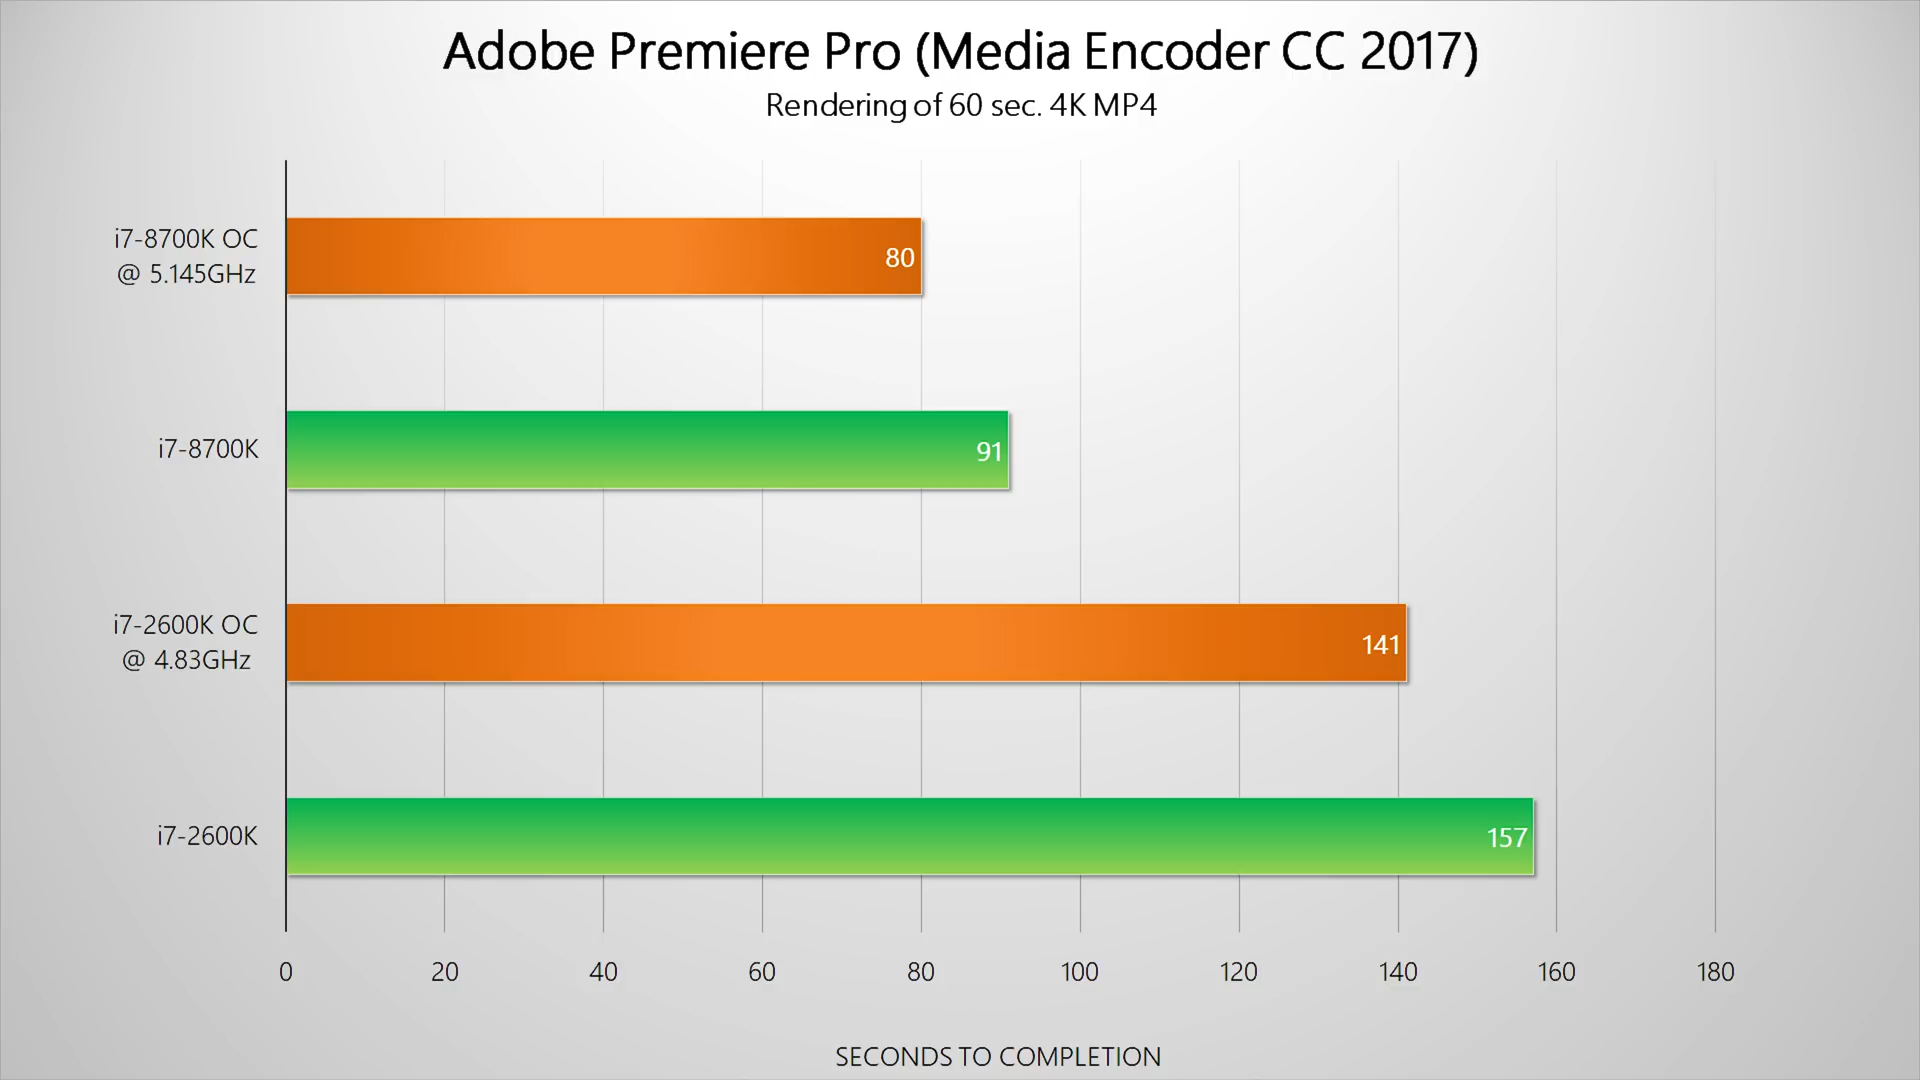 Adobe Premiere Pro (Media Encoder CC 2017)
Rendering of 60 sec. 4K MP4
i7-8700K OC
@ 5.145GHz
80
i7-8700K
91
i7-2600K OC
@ 4.83GHz
141
i7-2600K
157
0 20 40 60 80 100 120 140 160 180
SECONDS TO COMPLETION